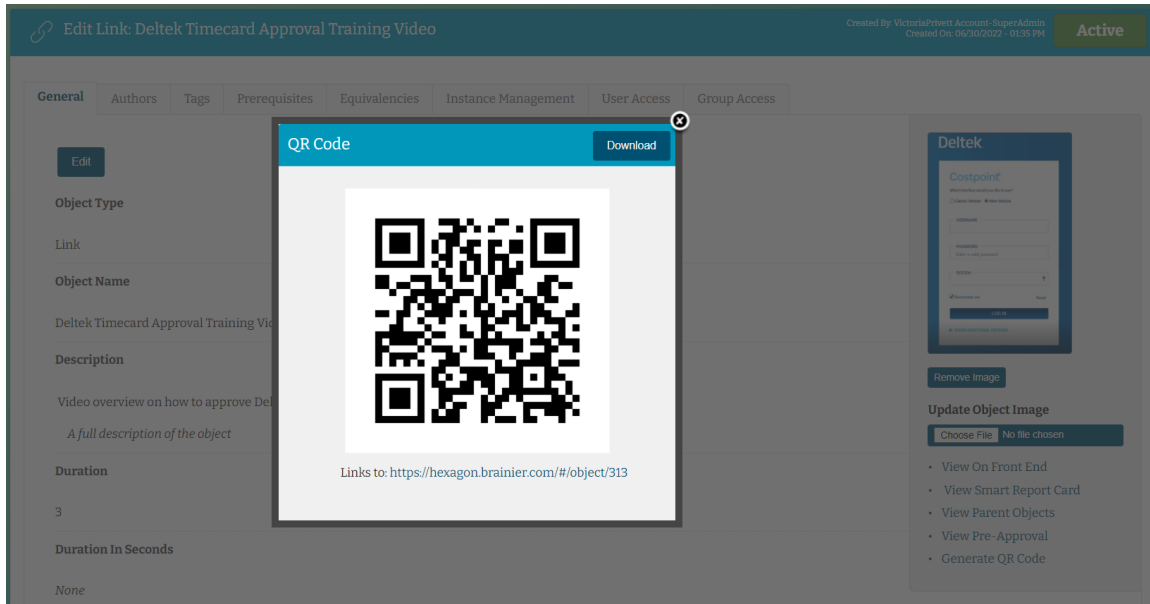 Edit Link: Deltek Timecard Approval Training Video
Created By: VictoriaPrivett Account-SuperAdmin
Created On: 06/30/2022 - 01:35 PM
Active
General
Authors
Tags
Prerequisites
Equivalencies
Instance Management
User Access
Group Access
QR Code
Download
Links to: https://hexagon.brainier.com/#/object/313
Edit
Object Type
Link
Object Name
Deltek Timecard Approval Training Vid
Description
Video overview on how to approve Del
A full description of the object
Duration
3
Duration In Seconds
None
Deltek
Costpoint
USERNAME
PASSWORD
SYSTEM
LOG IN
Remove Image
Update Object Image
Choose File No file chosen
• View On Front End
• View Smart Report Card
• View Parent Objects
• View Pre-Approval
• Generate QR Code